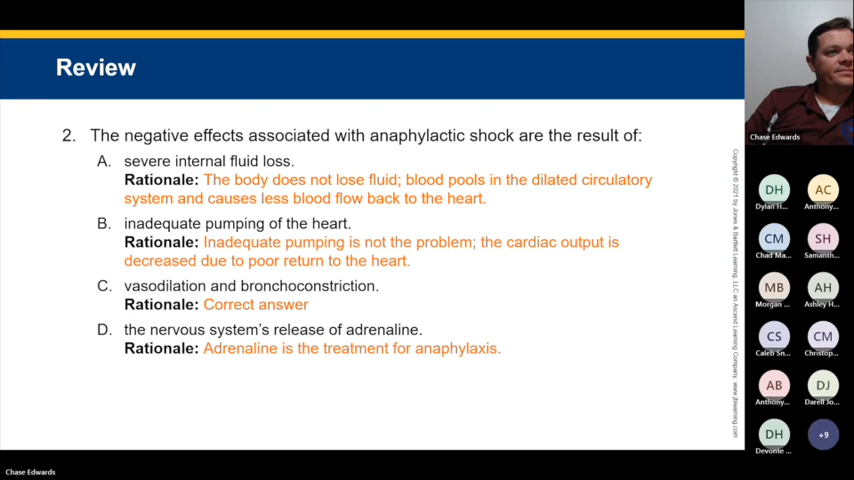 Review
2. The negative effects associated with anaphylactic shock are the result of:
A. severe internal fluid loss.
Rationale: The body does not lose fluid; blood pools in the dilated circulatory
system and causes less blood flow back to the heart.
B. inadequate pumping of the heart.
Rationale: Inadequate pumping is not the problem; the cardiac output is
decreased due to poor return to the heart.
C. vasodilation and bronchoconstriction.
Rationale: Correct answer
D. the nervous system's release of adrenaline.
Rationale: Adrenaline is the treatment for anaphylaxis.
Copyright © 2021 by Jones & Bartlett Learning, LLC an Ascend Learning Company. www.jblearning.com
Chase Edwards
DH AC
Dylan H... Anthony...
CM SH
Chad Ma... Samanth...
MB AH
Morgan ... Ashley H...
CS CM
Caleb Sn... Christop...
AB DJ
Anthony... Darell Jo...
DH +9
Devonte ...
Chase Edwards